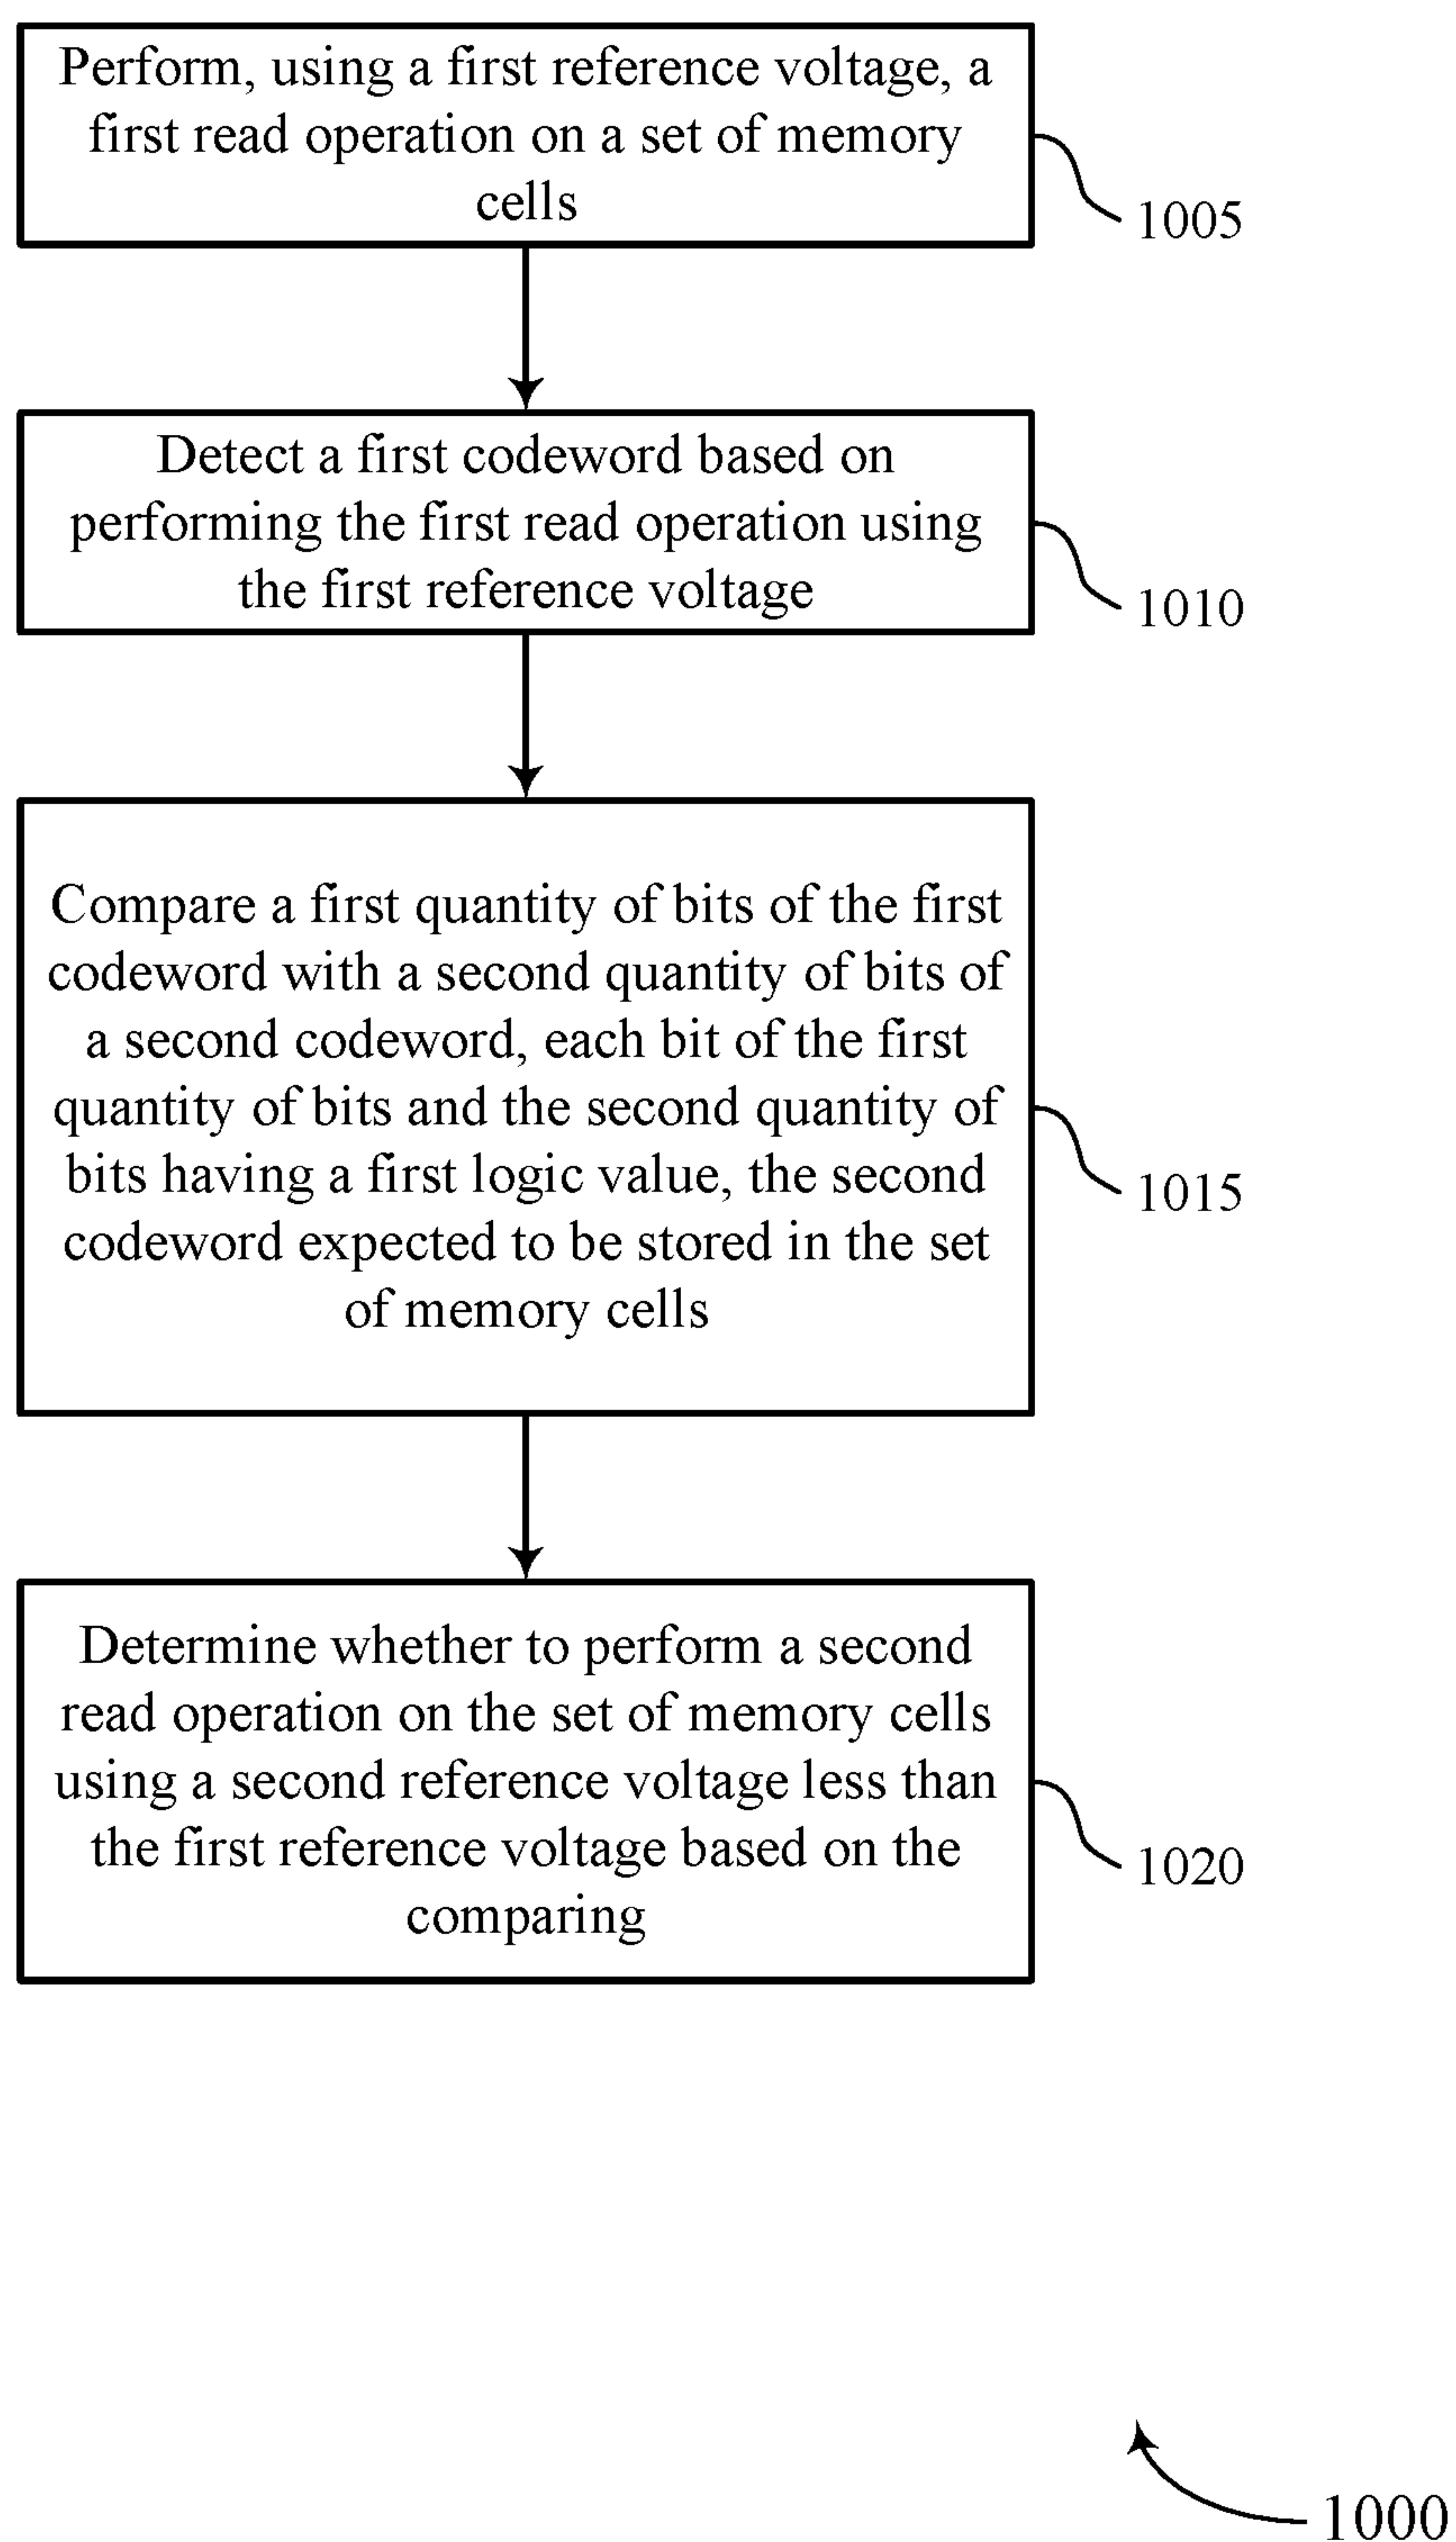 Perform, using a first reference voltage, a
first read operation on a set of memory
cells
1005
Detect a first codeword based on
performing the first read operation using
the first reference voltage
1010
Compare a first quantity of bits of the first
codeword with a second quantity of bits of
a second codeword, each bit of the first
quantity of bits and the second quantity of
bits having a first logic value, the second
codeword expected to be stored in the set
of memory cells
1015
Determine whether to perform a second
read operation on the set of memory cells
using a second reference voltage less than
the first reference voltage based on the
comparing
1020
1000